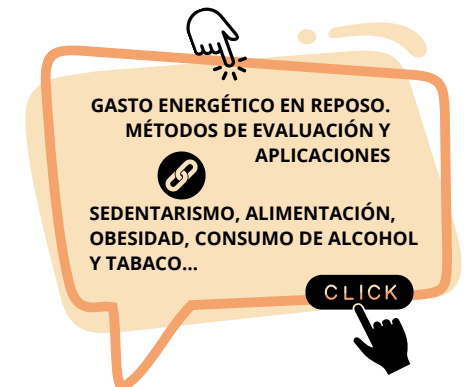 GASTO ENERGÉTICO EN REPOSO.
MÉTODOS DE EVALUACIÓN Y
APLICACIONES
SEDENTARISMO, ALIMENTACIÓN,
OBESIDAD, CONSUMO DE ALCOHOL
Y TABACO...
CLICK